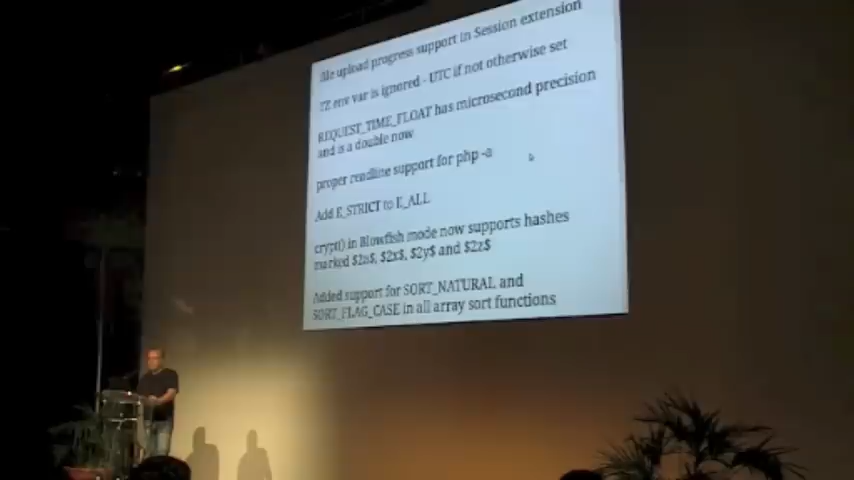 file upload progress support in Session extension
TZ env var is ignored - UTC if not otherwise set
REQUEST_TIME_FLOAT has microsecond precision
and is a double now
proper readline support for php -a
Add E_STRICT to E_ALL
crypt() in Blowfish mode now supports hashes
marked $2a$, $2x$, $2y$ and $2z$
Added support for SORT_NATURAL and
SORT_FLAG_CASE in all array sort functions